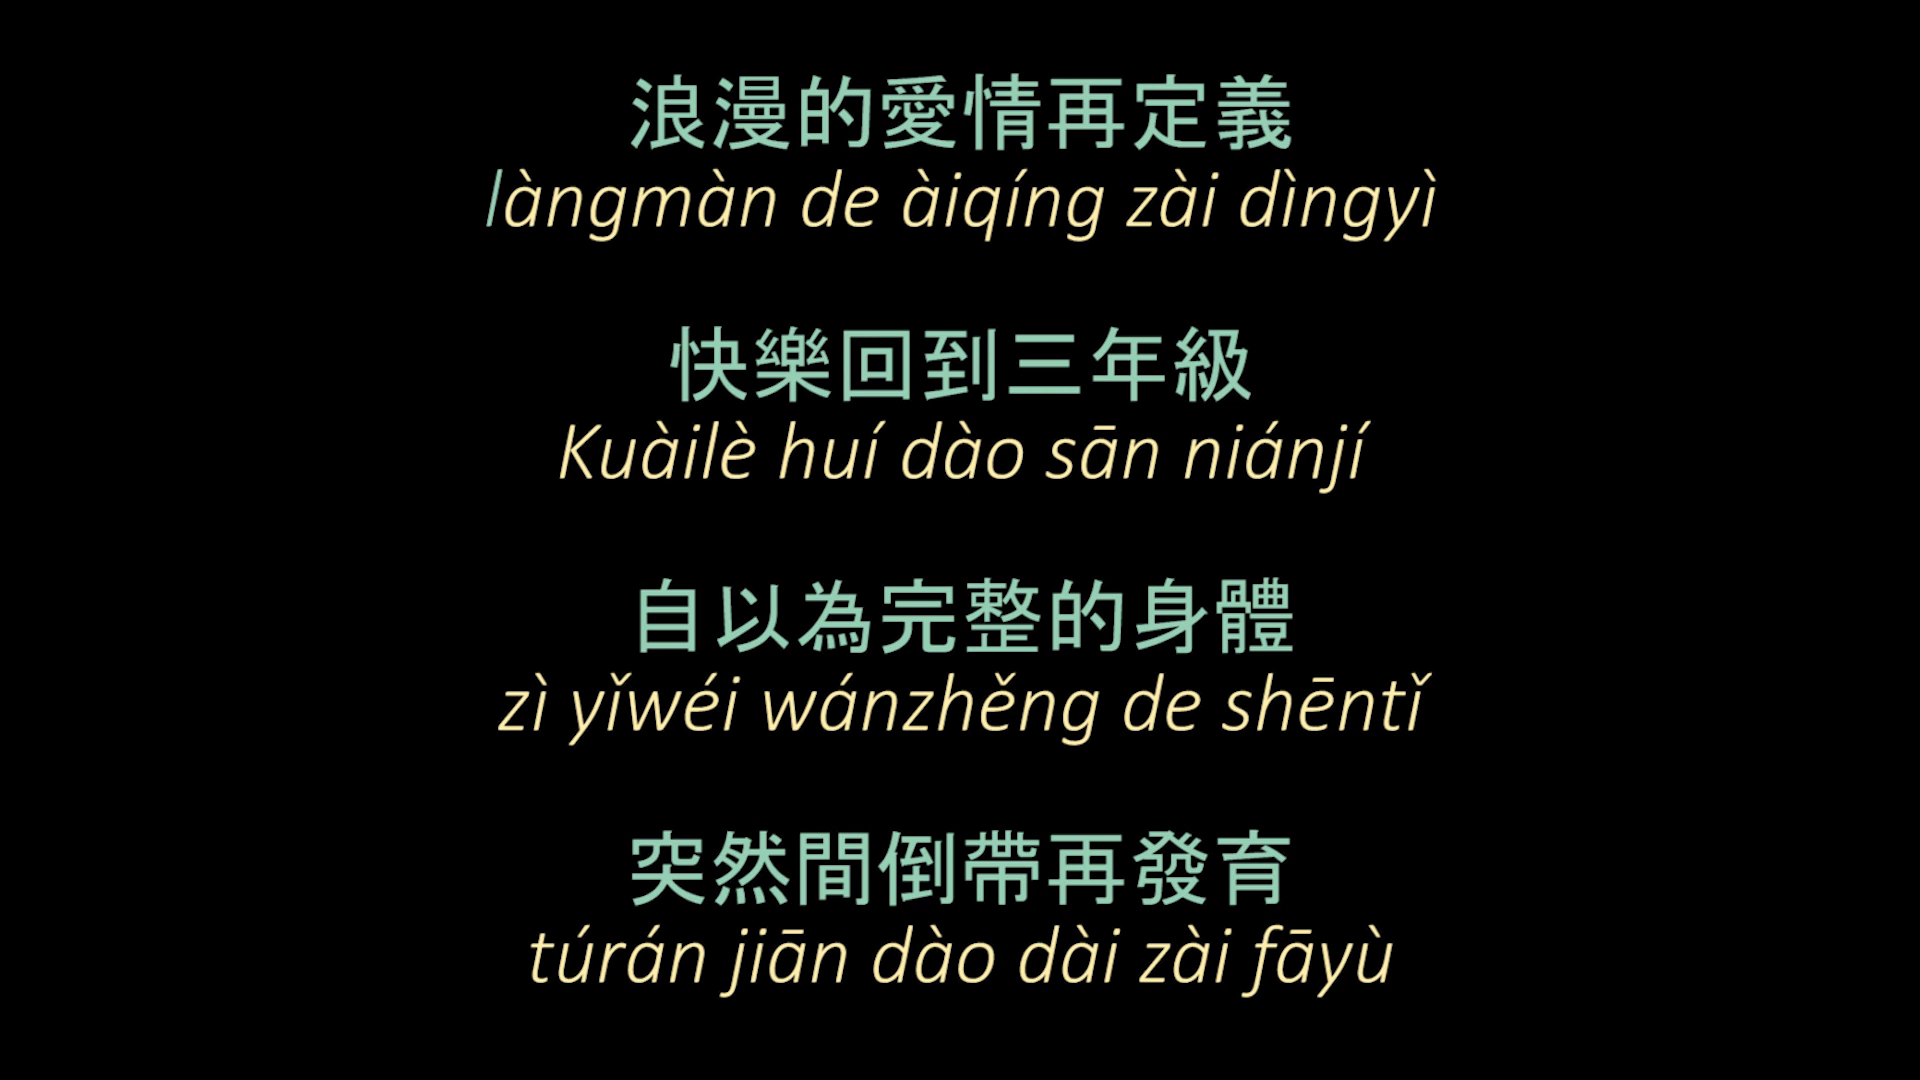 浪漫的愛情再定義
làngmàn de àiqíng zài dìngyì
快樂回到三年級
Kuàilè huí dào sān niánjí
自以為完整的身體
zì yǐwéi wánzhěng de shēntǐ
突然間倒帶再發育
túrán jiān dào dài zài fāyù